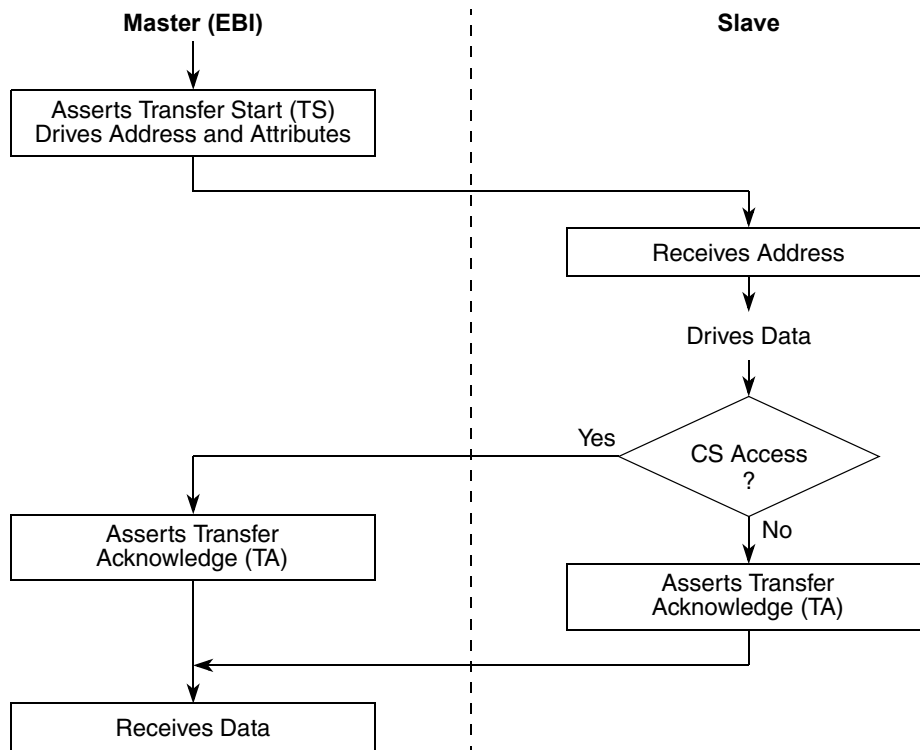 Master (EBI)
Slave
Asserts Transfer Start (TS)
Drives Address and Attributes
Receives Address
Drives Data
CS Access
?
Yes
No
Asserts Transfer
Acknowledge (TA)
Asserts Transfer
Acknowledge (TA)
Receives Data